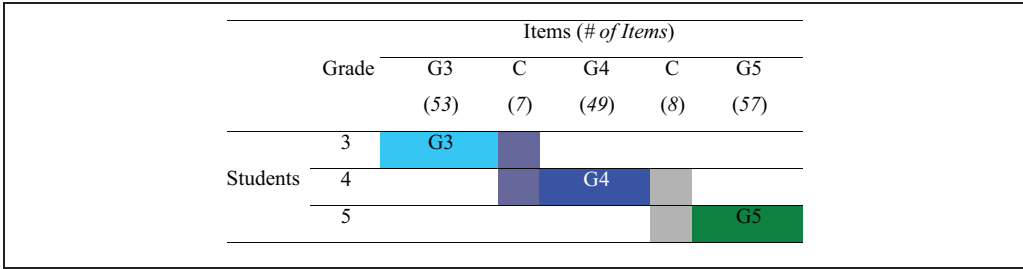 Items (# of Items)
Grade G3 C G4 C G5
(53) (7) (49) (8) (57)
3 G3
Students 4 G4
5 G5